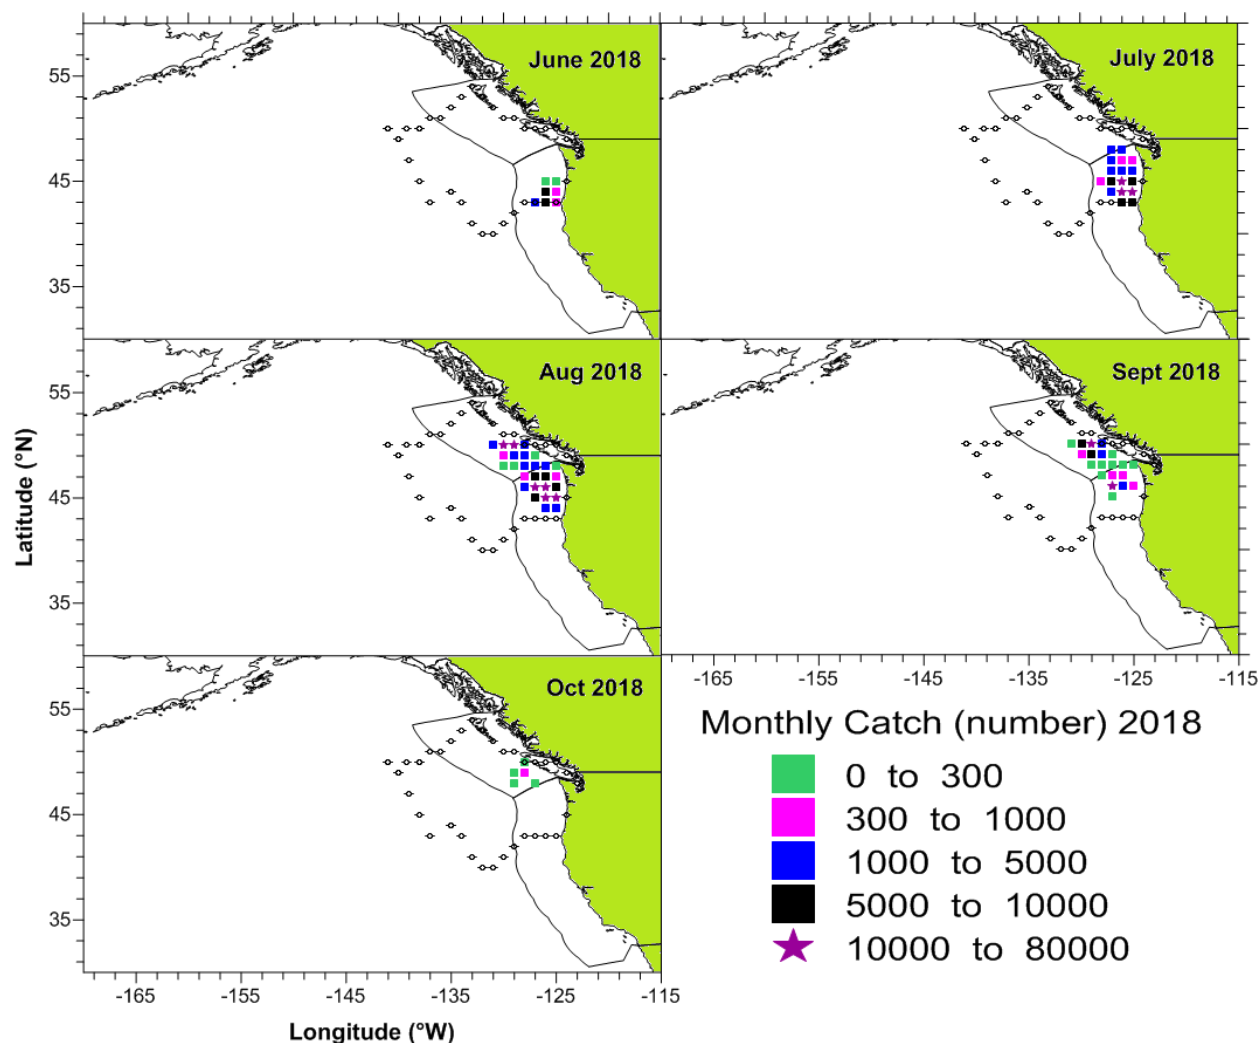 June 2018
July 2018
55
45
35
Aug 2018
Sept 2018
55
45
35
-165 -155 -145 -135 -125 -115
Oct 2018
55
45
35
-165 -155 -145 -135 -125 -115
Latitude (°N)
Longitude (°W)
Monthly Catch (number) 2018
0 to 300
300 to 1000
1000 to 5000
5000 to 10000
10000 to 80000